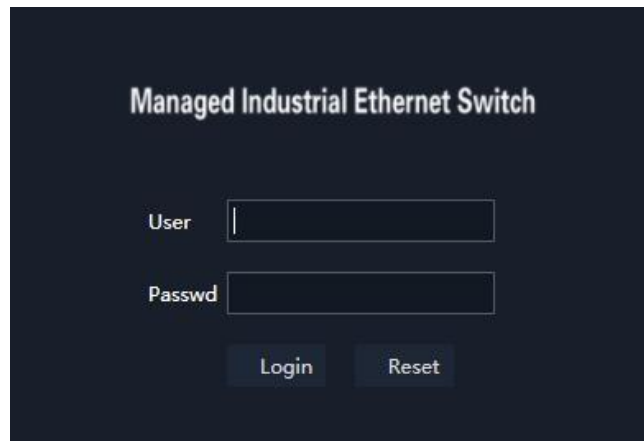 Managed Industrial Ethernet Switch
User
Passwd
Login Reset